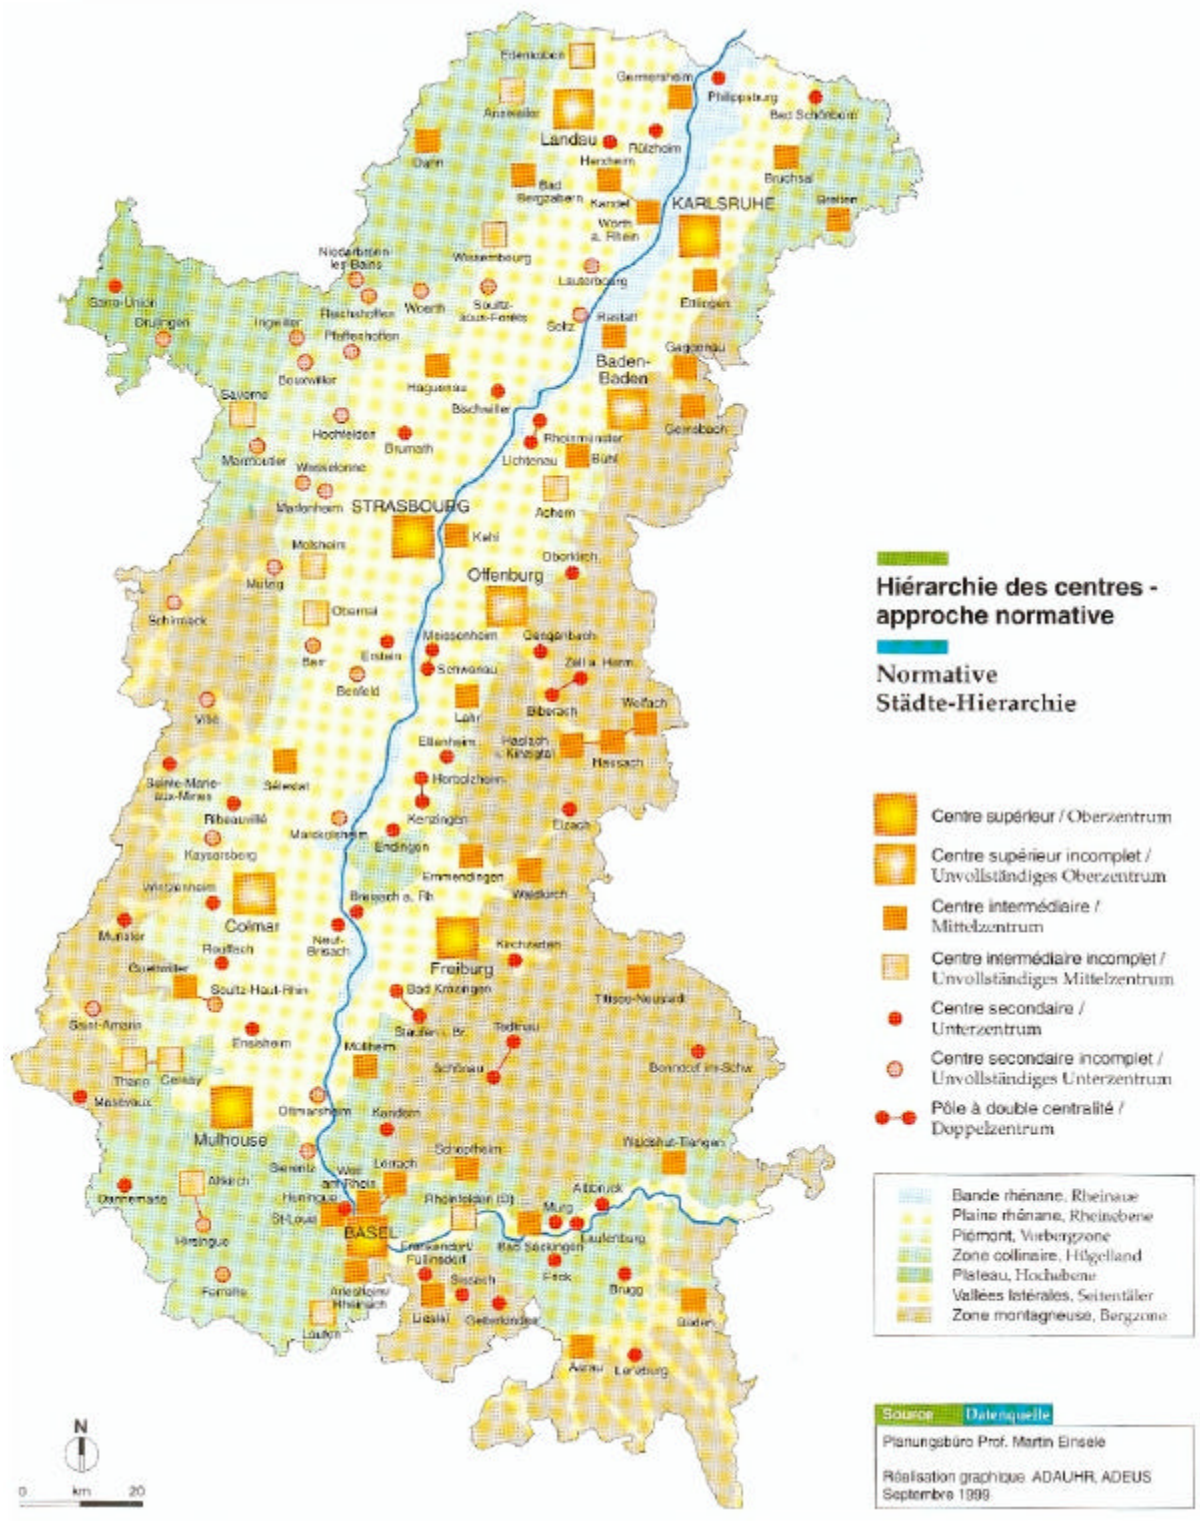 Edenkoben
Germersheim
Philippsburg
Bad Schönborn
Annweiler
Landau
Rülzheim
Herxheim
Dahn
Bruchsal
Bad
Bergzabern
Kandel
KARLSRUHE
Bretten
Wörth
a. Rhein
Wissembourg
Niederbronn
les Bains
Lauterbourg
Sarre-Union
Reichshoffen
Woerth
Soultz-
sous-Forêts
Ettlingen
Drulingen
Ingwiller
Pfaffenhoffen
Seltz
Rastatt
Gaggenau
Bouxwiller
Haguenau
Baden-
Baden
Saverne
Bischwiller
Gernsbach
Hochfelden
Brumath
Rheinmünster
Lichtenau
Bühl
Marmoutier
Wasselonne
Marlenheim
STRASBOURG
Achern
Kehl
Molsheim
Oberkirch
Mutzig
Offenburg
Schirmeck
Obernai
Meissenheim
Gengenbach
Barr
Erstein
Schwanau
Zell a. Harm.
Benfeld
Biberach
Wolfach
Villé
Lahr
Ettenheim
Haslach
i. Kinzigtal
Hausach
Sainte-Marie-
aux-Mines
Sélestat
Herbolzheim
Ribeauvillé
Kenzingen
Elzach
Marckolsheim
Endingen
Kaysersberg
Emmendingen
Waldkirch
Wintzenheim
Breisach a. Rh.
Colmar
Munster
Neuf-
Brisach
Kirchzarten
Rouffach
Freiburg
Guebwiller
Titisee-Neustadt
Soultz-Haut-Rhin
Bad Krozingen
Saint-Amarin
Staufen i. Br.
Todtnau
Ensisheim
Müllheim
Thann
Cernay
Schönau
Bonndorf im Schw.
Masevaux
Ottmarsheim
Kandern
Mulhouse
Schopfheim
Waldshut-Tiengen
Sierentz
Weil
am Rhein
Lörrach
Altkirch
Dannemarie
Huningue
Rheinfelden (D)
Albbruck
St-Louis
Murg
BASEL
Laufenburg
Hirsingue
Frenkendorf/
Füllinsdorf
Bad Säckingen
Frick
Ferrette
Arlesheim/
Rheinach
Sissach
Brugg
Laufen
Liestal
Gelterkinden
Baden
Aarau
Lenzburg
Hiérarchie des centres -
approche normative
Normative
Städte-Hierarchie
Centre supérieur / Oberzentrum
Centre supérieur incomplet /
Unvollständiges Oberzentrum
Centre intermédiaire /
Mittelzentrum
Centre intermédiaire incomplet /
Unvollständiges Mittelzentrum
Centre secondaire /
Unterzentrum
Centre secondaire incomplet /
Unvollständiges Unterzentrum
Pôle à double centralité /
Doppelzentrum
Bande rhénane, Rheinaue
Plaine rhénane, Rheinebene
Piémont, Vorbergzone
Zone collinaire, Hügelland
Plateau, Hochebene
Vallées latérales, Seitentäler
Zone montagneuse, Bergzone
Source Datenquelle
Planungsbüro Prof. Martin Einsele
Réalisation graphique ADAUHR, ADEUS
Septembre 1999
N
0 km 20